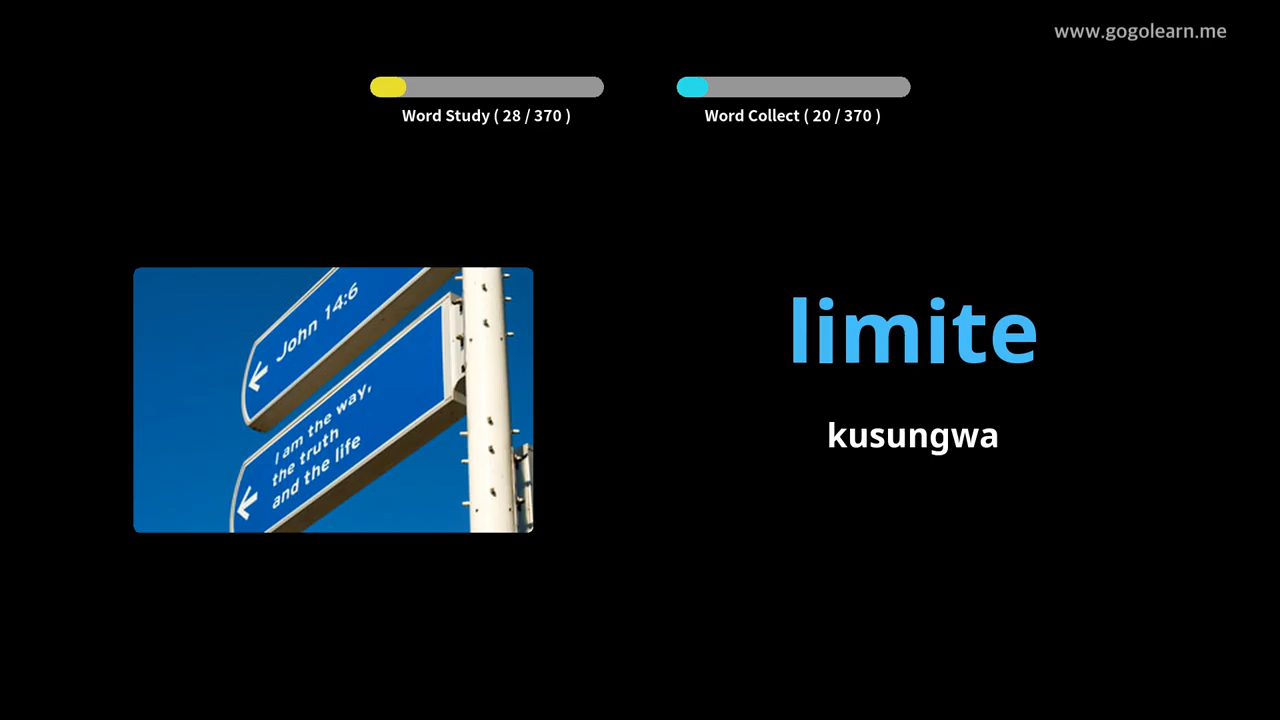 www.gogolearn.me
Word Study ( 28 / 370 )
Word Collect ( 20 / 370 )
John 14:6
I am the way,
the truth
and the life
limite
kusungwa